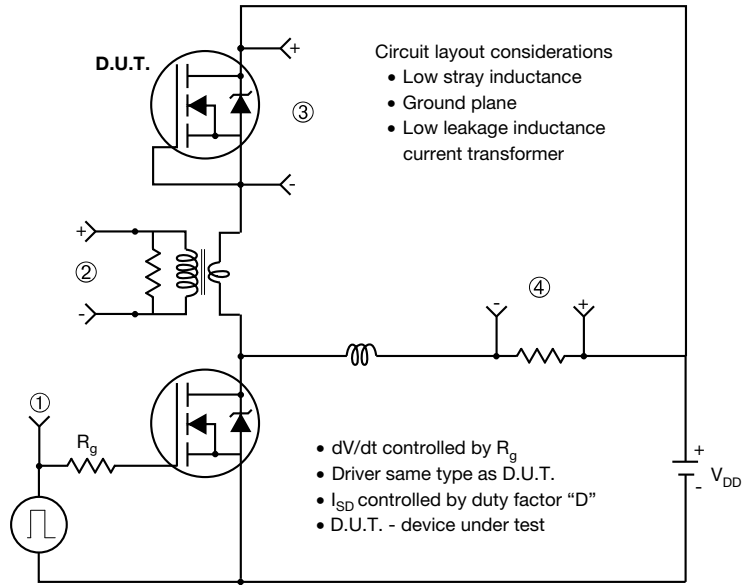 D.U.T.
+
③
-
Circuit layout considerations
• Low stray inductance
• Ground plane
• Low leakage inductance
current transformer
+
②
-
④
-
+
①
Rg
• dV/dt controlled by Rg
• Driver same type as D.U.T.
• ISD controlled by duty factor “D”
• D.U.T. - device under test
+
-
VDD